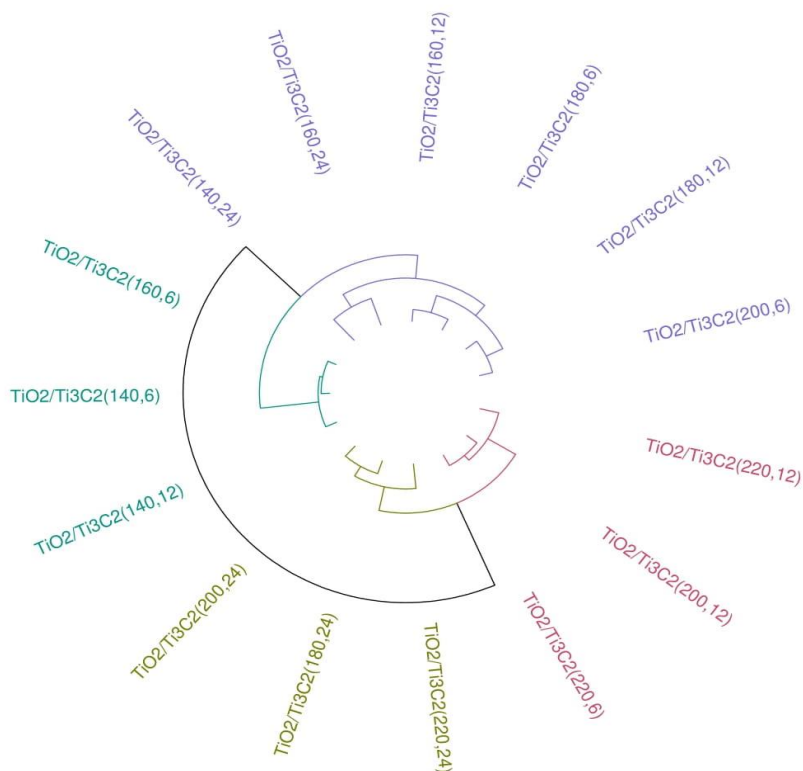 TiO2/Ti3C2(160,12)
TiO2/Ti3C2(180,6)
TiO2/Ti3C2(180,12)
TiO2/Ti3C2(200,6)
TiO2/Ti3C2(220,12)
TiO2/Ti3C2(200,12)
TiO2/Ti3C2(220,6)
TiO2/Ti3C2(220,24)
TiO2/Ti3C2(180,24)
TiO2/Ti3C2(200,24)
TiO2/Ti3C2(140,12)
TiO2/Ti3C2(140,6)
TiO2/Ti3C2(160,6)
TiO2/Ti3C2(140,24)
TiO2/Ti3C2(160,24)